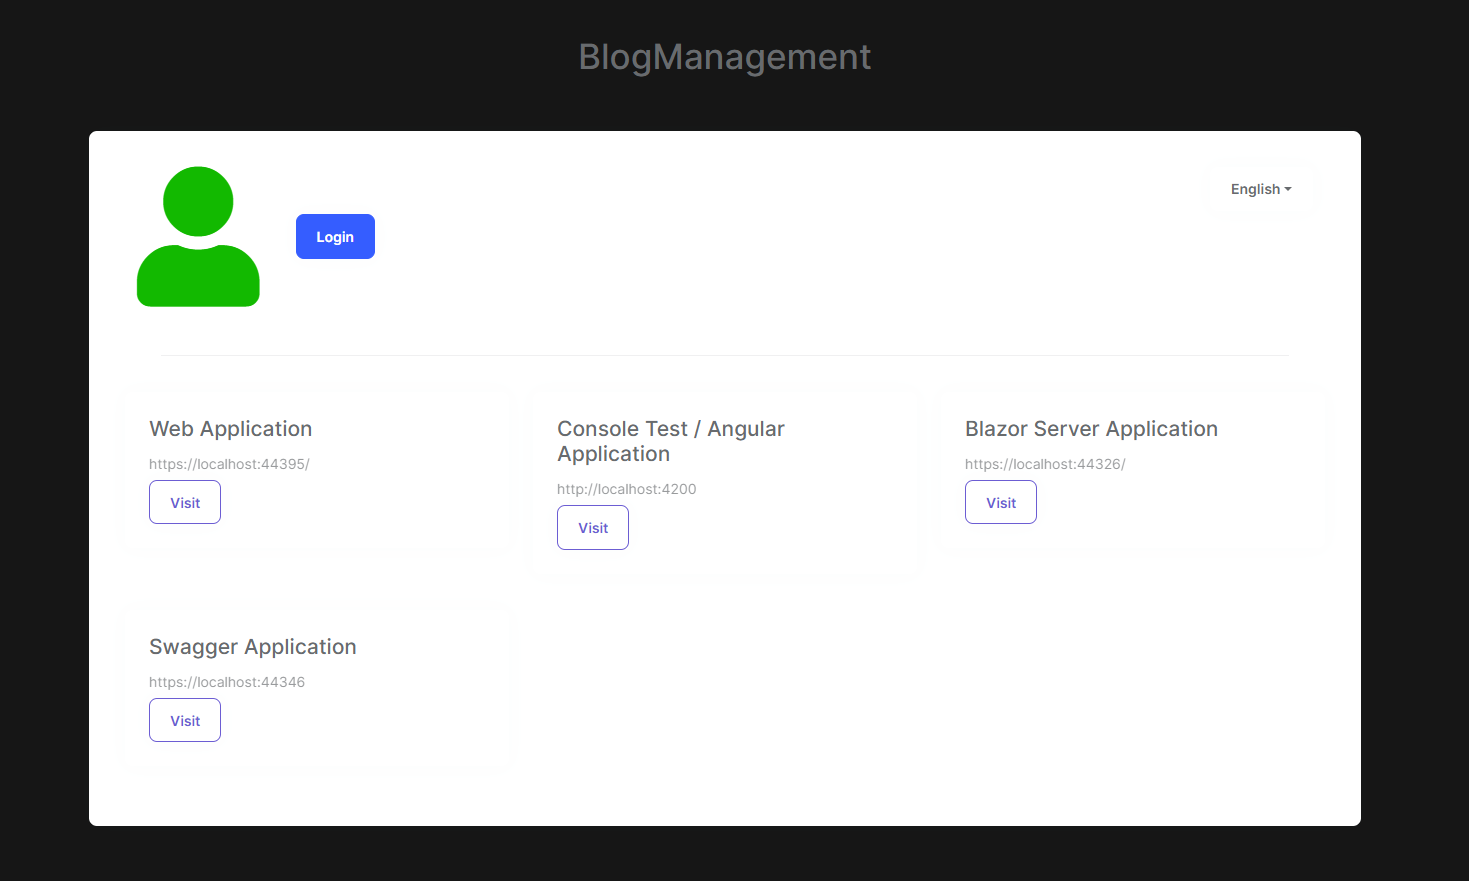 BlogManagement
Login
English
Web Application
https://localhost:44395/
Visit
Console Test / Angular
Application
http://localhost:4200
Visit
Blazor Server Application
https://localhost:44326/
Visit
Swagger Application
https://localhost:44346
Visit